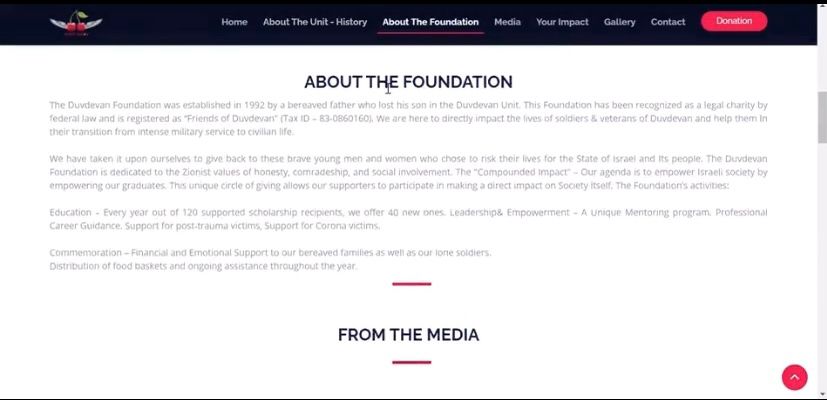 Home About The Unit - History About The Foundation Media Your Impact Gallery Contact Donation
ABOUT THE FOUNDATION
The Duvdevan Foundation was established in 1992 by a bereaved father who lost his son in the Duvdevan Unit. This Foundation has been recognized as a legal charity by
federal law and is registered as "Friends of Duvdevan" (Tax ID – 83-0860160). We are here to directly impact the lives of soldiers & veterans of Duvdevan and help them in
their transition from intense military service to civilian life.
We have taken it upon ourselves to give back to these brave young men and women who chose to risk their lives for the State of Israel and its people. The Duvdevan
Foundation is dedicated to the Zionist values of honesty, comradeship, and social involvement. The "Compounded Impact" – Our agenda is to empower Israeli society by
empowering our graduates. This unique circle of giving allows our supporters to participate in making a direct impact on Society itself. The Foundation's activities:
Education – Every year out of 120 supported scholarship recipients, we offer 40 new ones. Leadership& Empowerment – A Unique Mentoring program. Professional
Career Guidance. Support for post-trauma victims, Support for Corona victims.
Commemoration – Financial and Emotional Support to our bereaved families as well as our lone soldiers.
Distribution of food baskets and ongoing assistance throughout the year.
FROM THE MEDIA